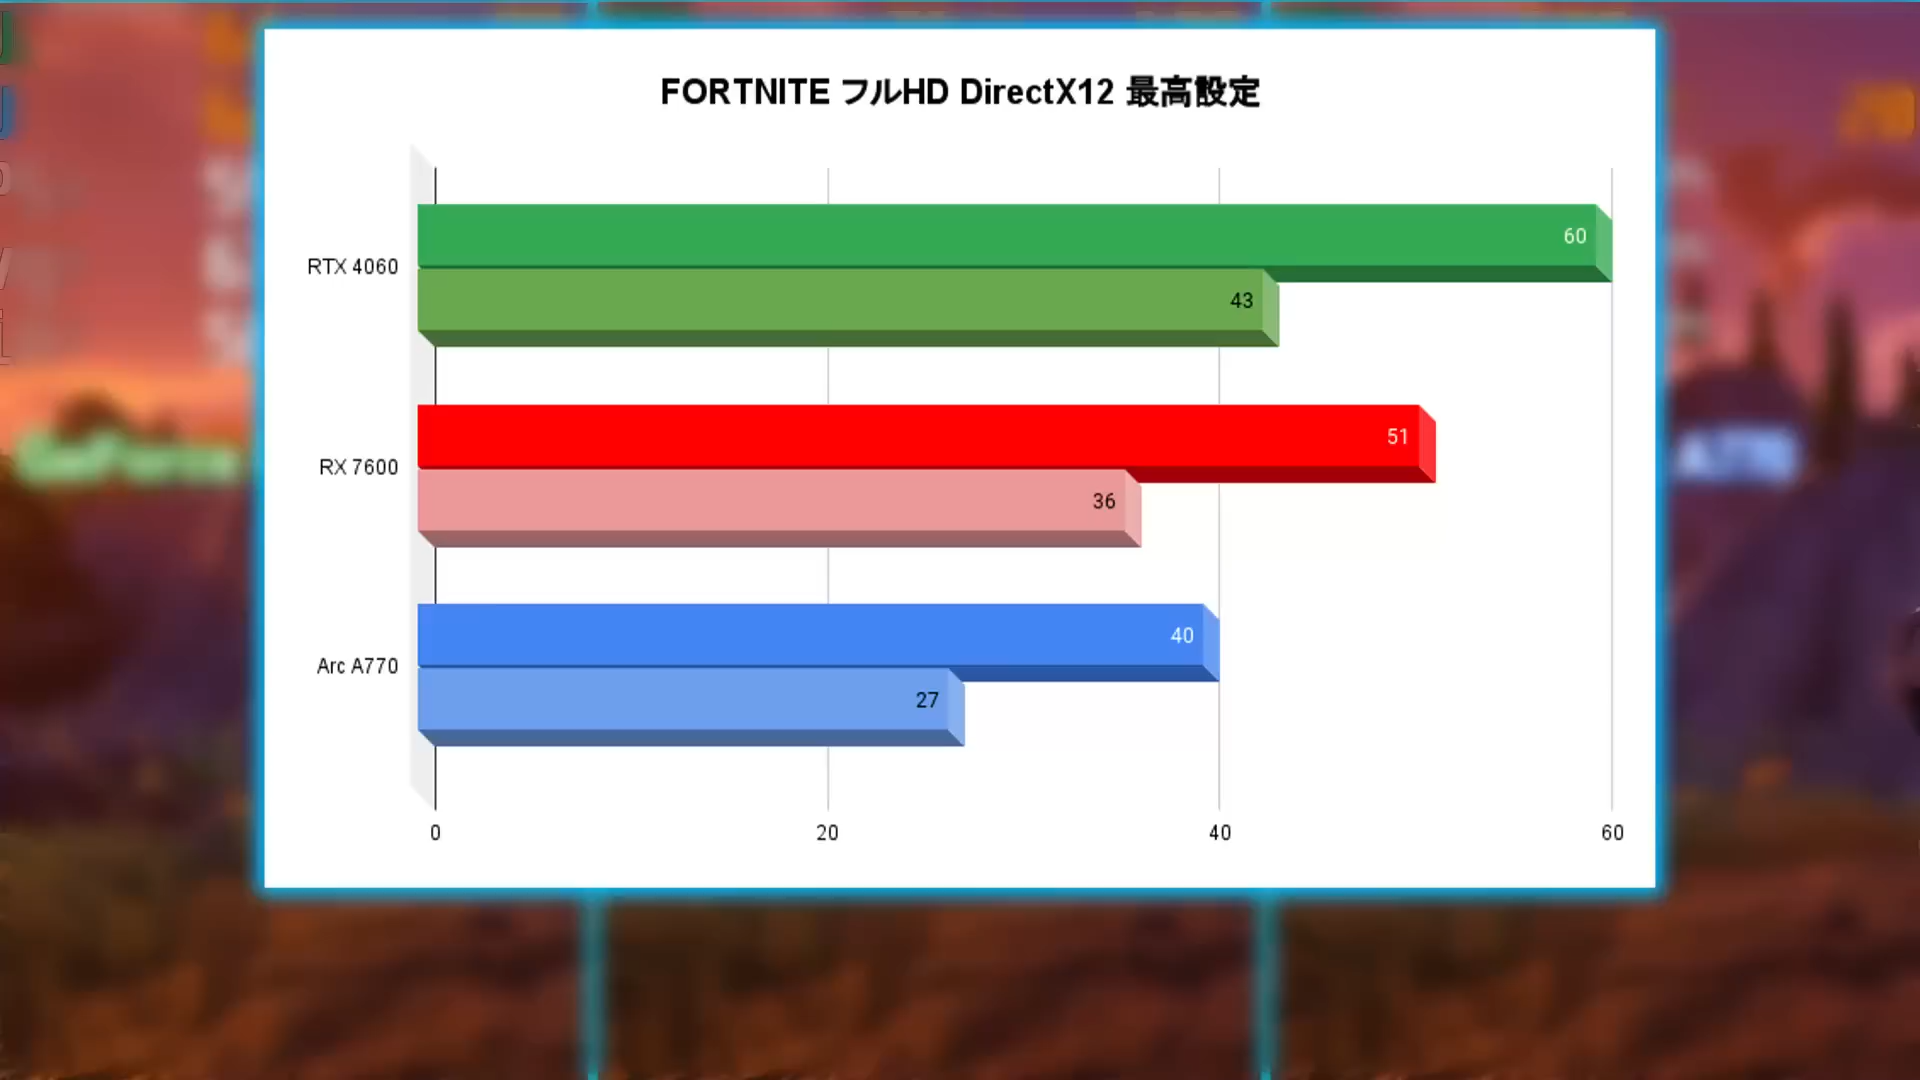 FORTNITE フルHD DirectX12 最高設定
RTX 4060
60
43
RX 7600
51
36
Arc A770
40
27
0 20 40 60
A770